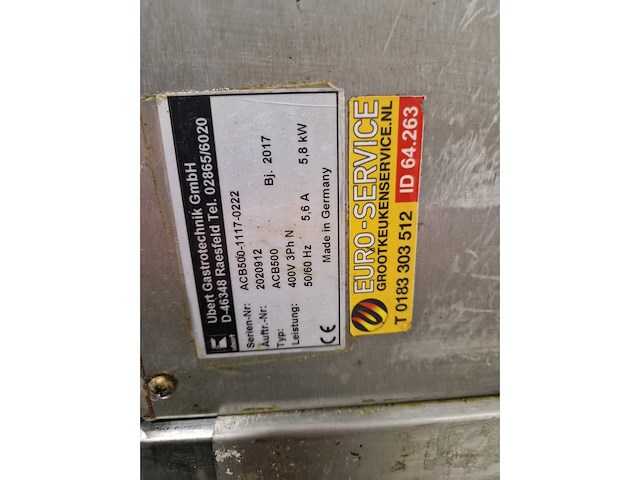 Ubert Gastrotechnik GmbH
D-46348 Raesfeld Tel. 02865/6020
ubert
Serien-Nr: ACB500-1117-0222
Auftr.-Nr: 2020912 Bj. 2017
Typ: ACB500
Leistung: 400V 3Ph N
50/60 Hz 5,6 A 5,8 kW
CE Made in Germany
EURO-SERVICE
GROOTKEUKENSERVICE.NL
T 0183 303 512 ID 64.263